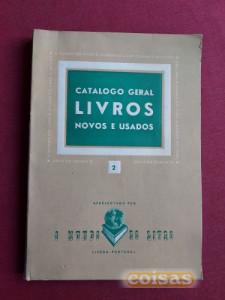 CATALOGO GERAL
LIVROS
NOVOS E USADOS
2
APRESENTADO POR
O MUNDO DO LIVRO
LISBOA-PORTUGAL
coisas